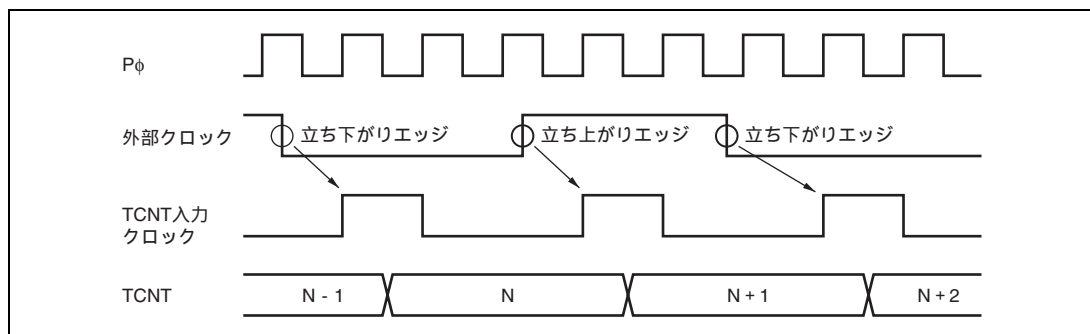 Pφ
外部クロック
立ち下がりエッジ
立ち上がりエッジ
立ち下がりエッジ
TCNT入力
クロック
TCNT
N - 1
N
N + 1
N + 2